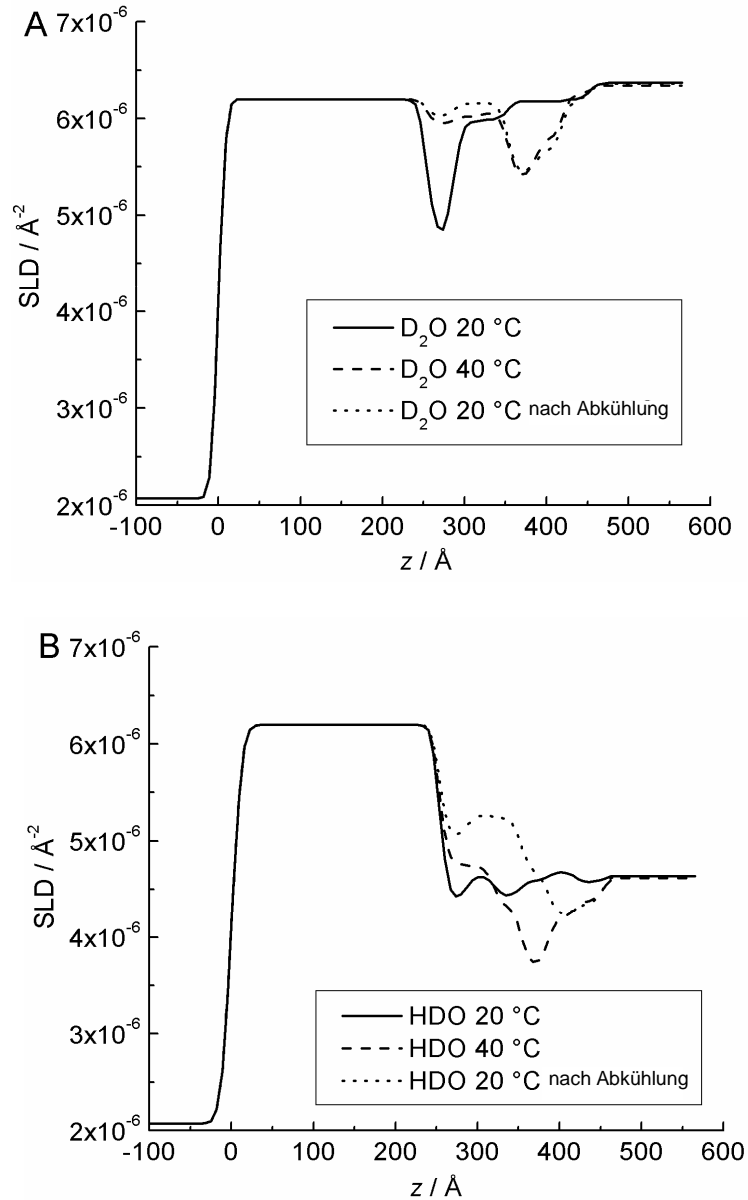 A
7x10⁻⁶
6x10⁻⁶
5x10⁻⁶
4x10⁻⁶
3x10⁻⁶
2x10⁻⁶
SLD / Å⁻²
D₂O 20 °C
D₂O 40 °C
D₂O 20 °C nach Abkühlung
-100 0 100 200 300 400 500 600
z / Å
B
7x10⁻⁶
6x10⁻⁶
5x10⁻⁶
4x10⁻⁶
3x10⁻⁶
2x10⁻⁶
SLD / Å⁻²
HDO 20 °C
HDO 40 °C
HDO 20 °C nach Abkühlung
-100 0 100 200 300 400 500 600
z / Å